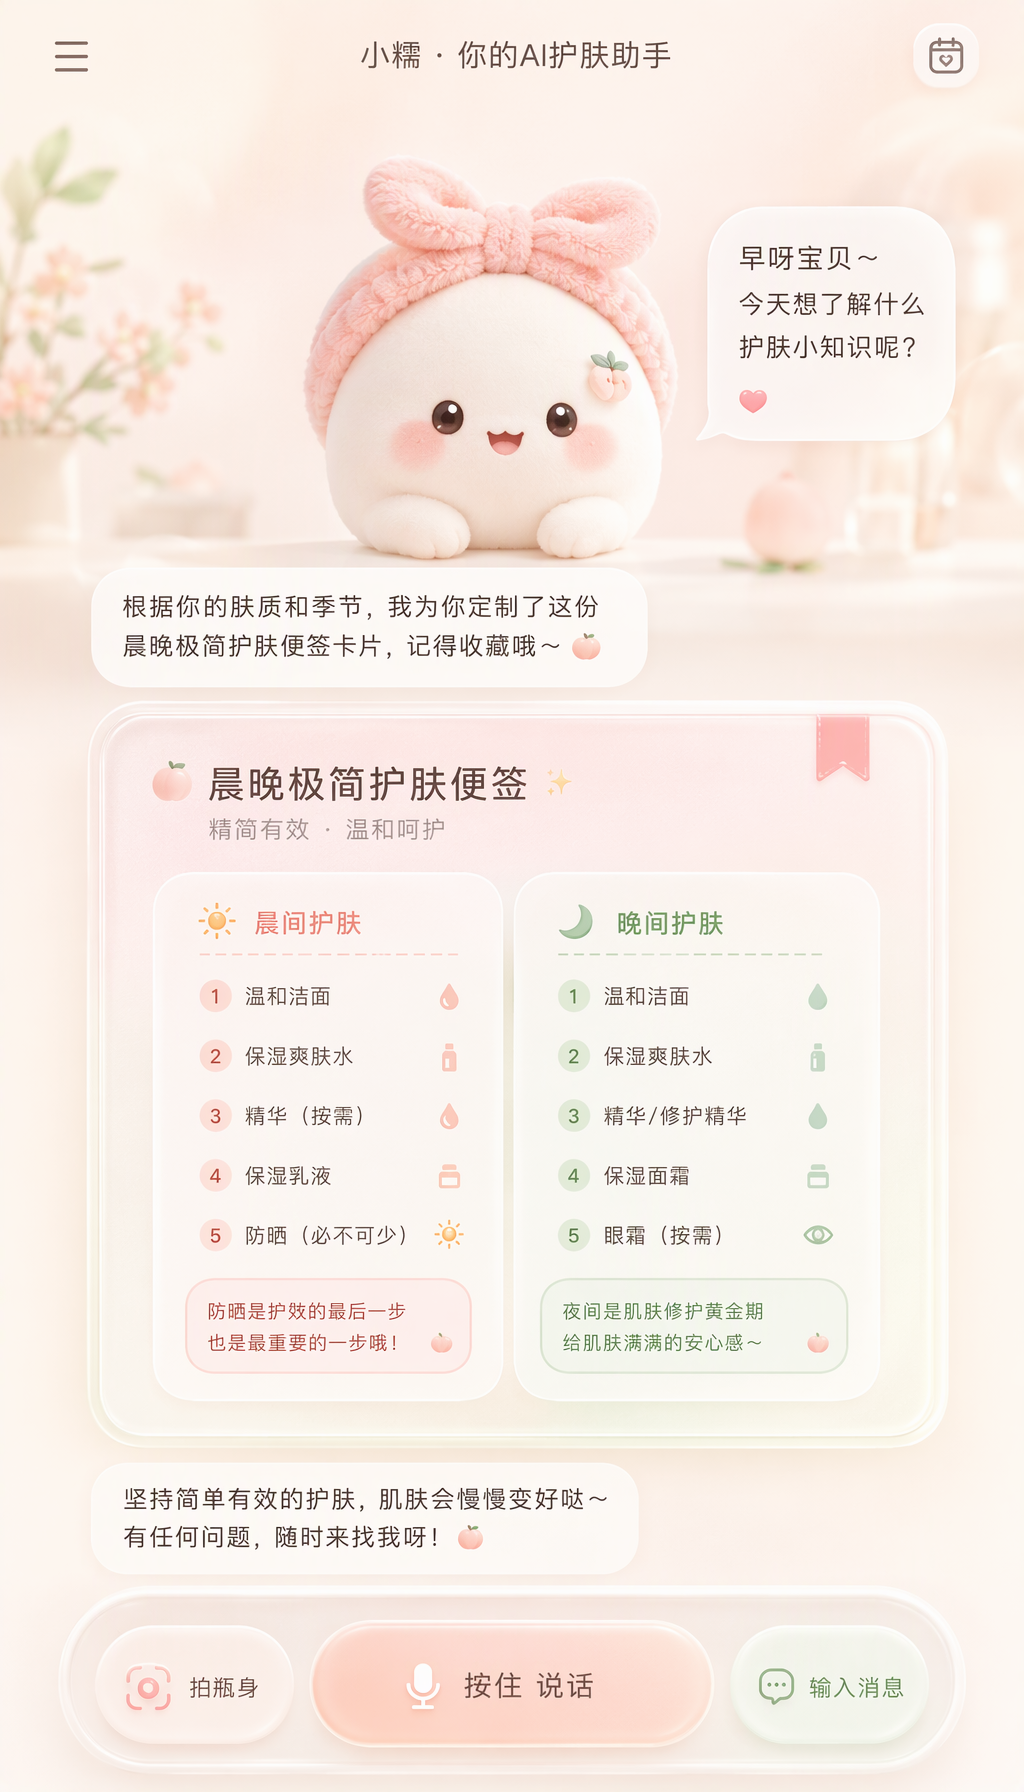 小糯 · 你的AI护肤助手
早呀宝贝～
今天想了解什么
护肤小知识呢？
根据你的肤质和季节，我为你定制了这份
晨晚极简护肤便签卡片，记得收藏哦～
晨晚极简护肤便签
精简有效 · 温和呵护
晨间护肤
1 温和洁面
2 保湿爽肤水
3 精华（按需）
4 保湿乳液
5 防晒（必不可少）
防晒是护的最后一步
也是最重要的一步哦！
晚间护肤
1 温和洁面
2 保湿爽肤水
3 精华/修护精华
4 保湿面霜
5 眼霜（按需）
夜间是肌肤修护黄金期
给肌肤满满的安心感～
坚持简单有效的护肤，肌肤会慢慢变好哒～
有任何问题，随时来找我呀！
拍瓶身
按住 说话
输入消息